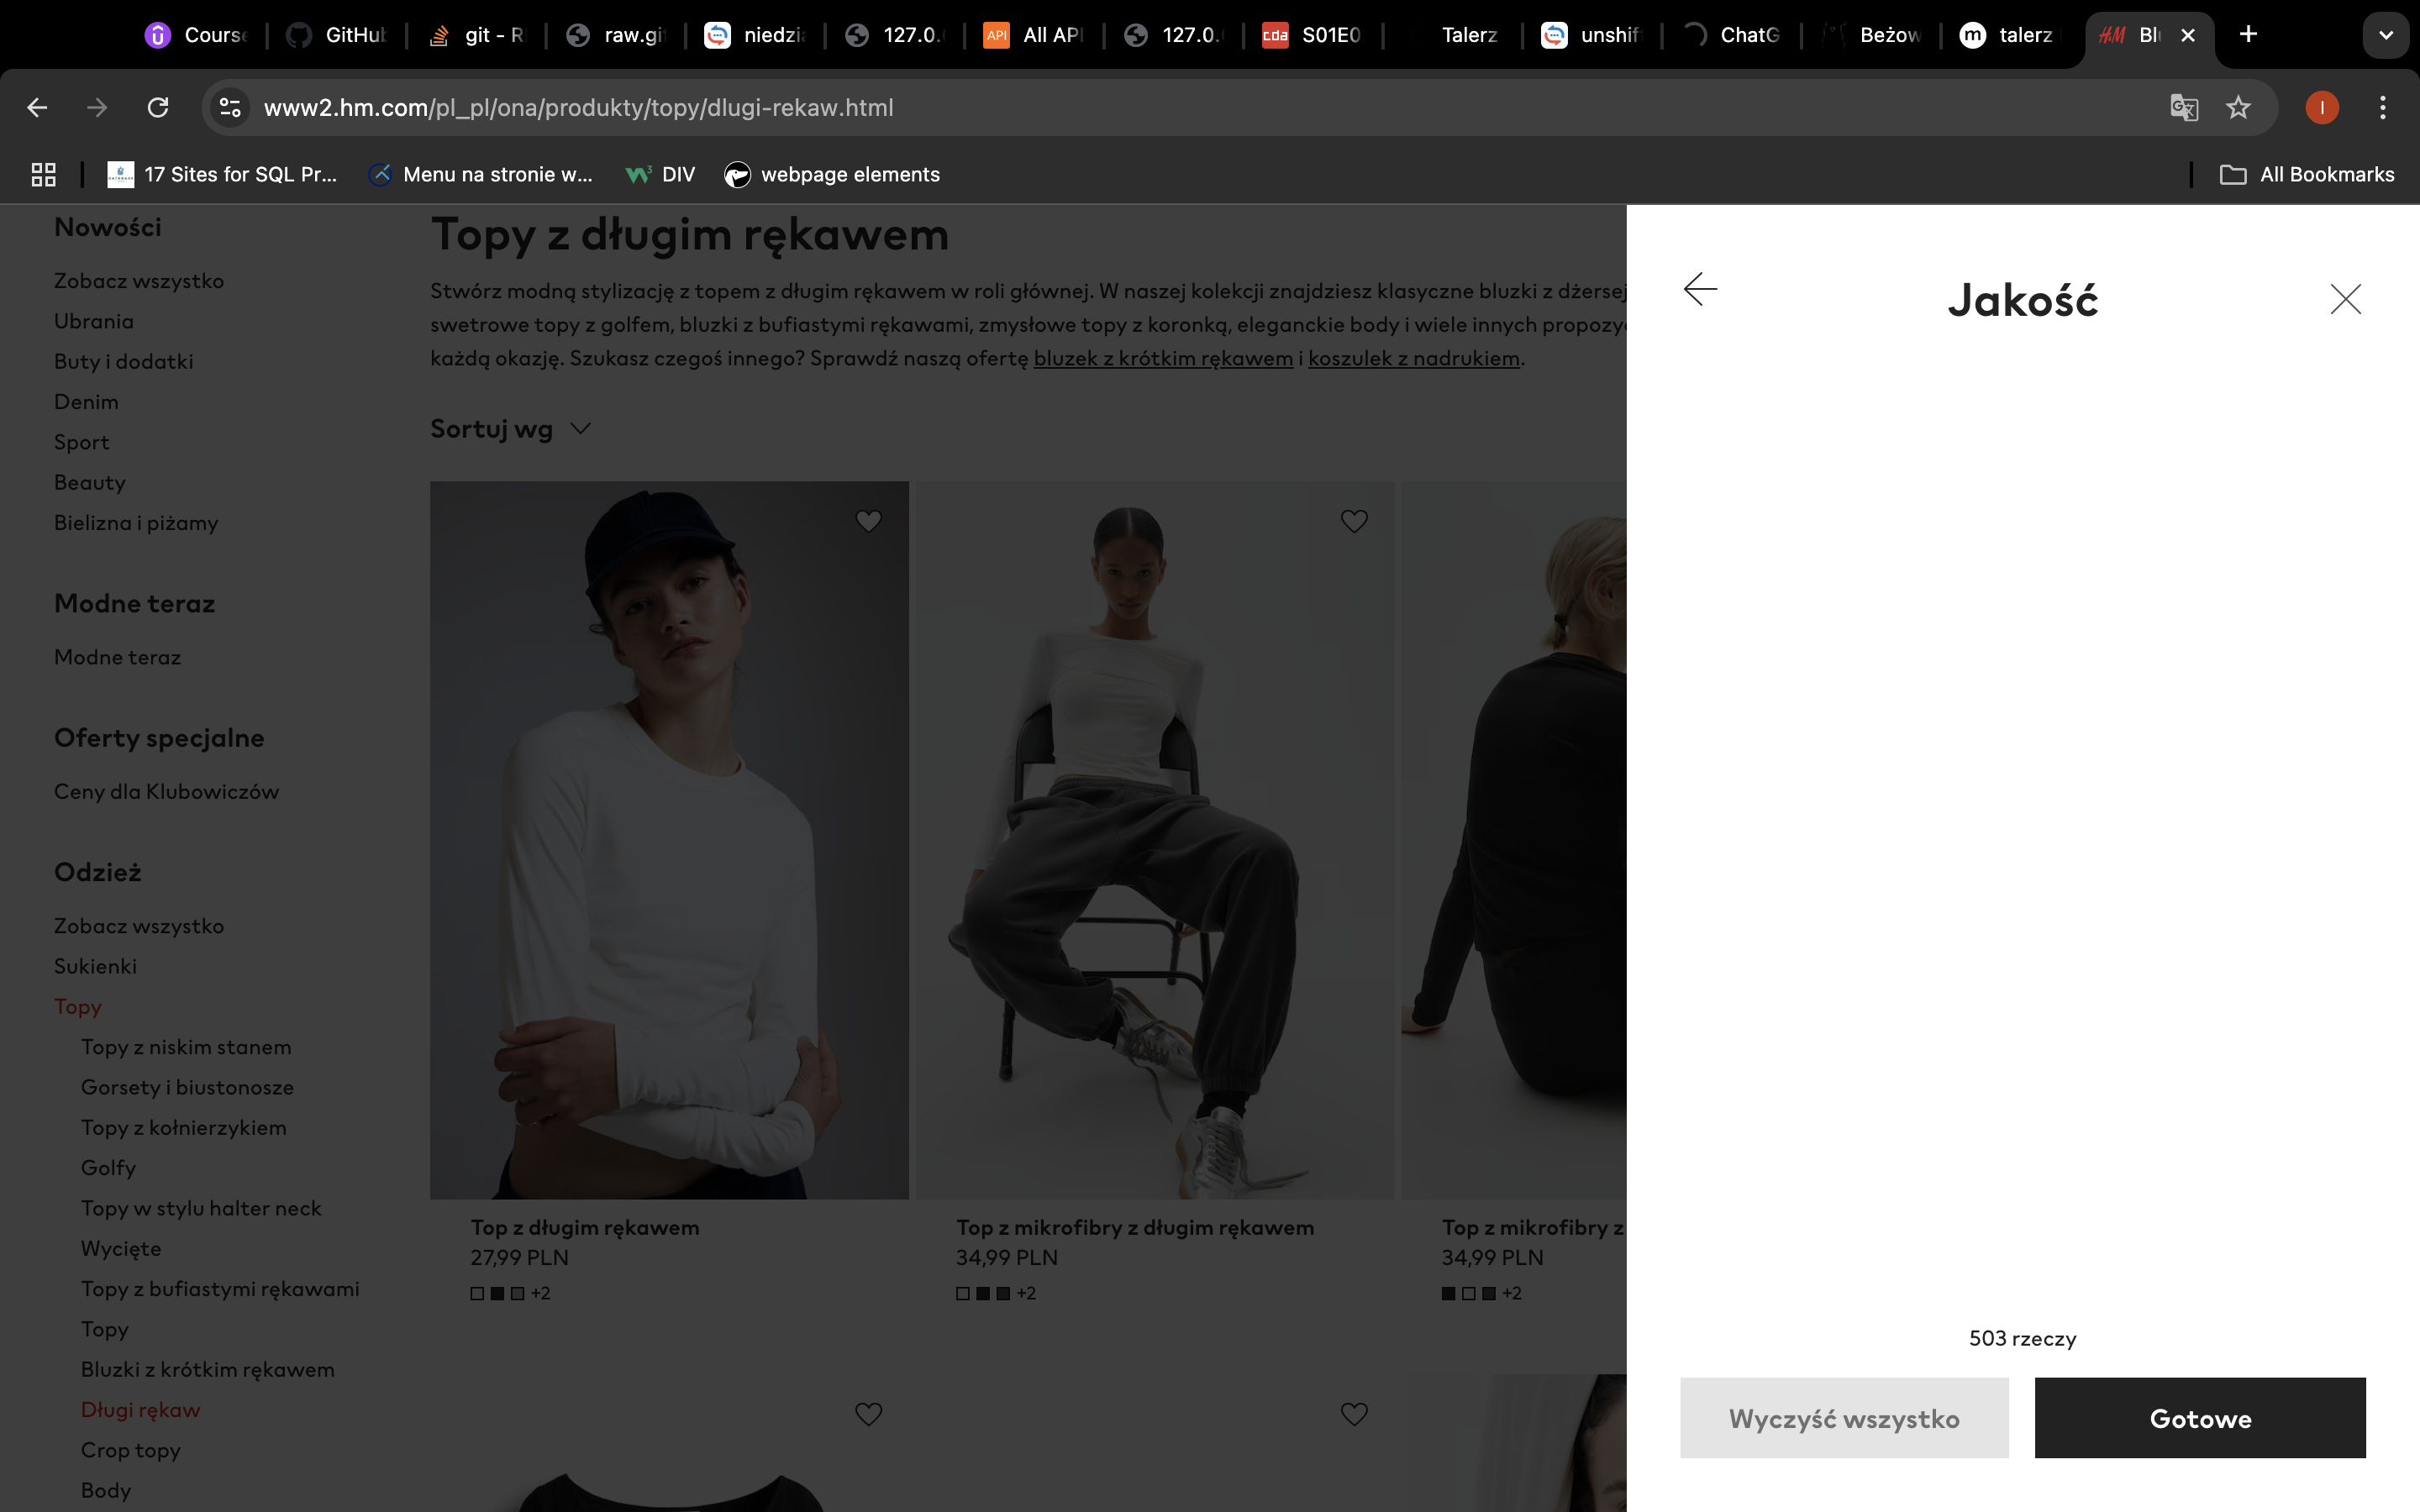 Course
GitHub
git - R
raw.gi
niedzia
127.0.
All API
127.0.
S01E0
Talerz
unshif
ChatG
Beżow
talerz
Bl
www2.hm.com/pl_pl/ona/produkty/topy/dlugi-rekaw.html
17 Sites for SQL Pr...
Menu na stronie w...
DIV
webpage elements
All Bookmarks
Nowości
Zobacz wszystko
Ubrania
Buty i dodatki
Denim
Sport
Beauty
Bielizna i piżamy
Modne teraz
Modne teraz
Oferty specjalne
Ceny dla Klubowiczów
Odzież
Zobacz wszystko
Sukienki
Topy
Topy z niskim stanem
Gorsety i biustonosze
Topy z kołnierzykiem
Golfy
Topy w stylu halter neck
Wycięte
Topy z bufiastymi rękawami
Topy
Bluzki z krótkim rękawem
Długi rękaw
Crop topy
Body
Topy z długim rękawem
Stwórz modną stylizację z topem z długim rękawem w roli głównej. W naszej kolekcji znajdziesz klasyczne bluzki z dżersej
swetrowe topy z golfem, bluzki z bufiastymi rękawami, zmysłowe topy z koronką, eleganckie body i wiele innych propozy
każdą okazję. Szukasz czegoś innego? Sprawdź naszą ofertę bluzek z krótkim rękawem i koszulek z nadrukiem.
Sortuj wg
Top z długim rękawem
27,99 PLN
+2
Top z mikrofibry z długim rękawem
34,99 PLN
+2
Top z mikrofibry z
34,99 PLN
+2
Jakość
503 rzeczy
Wyczyść wszystko
Gotowe